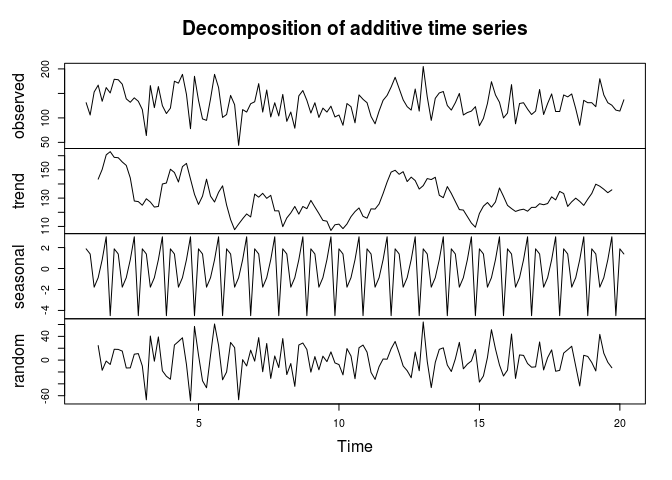 Decomposition of additive time series
observed
50 100 200
trend
110 130 150
seasonal
-4 -2 0 2
random
-60 0 40
5 10 15 20
Time